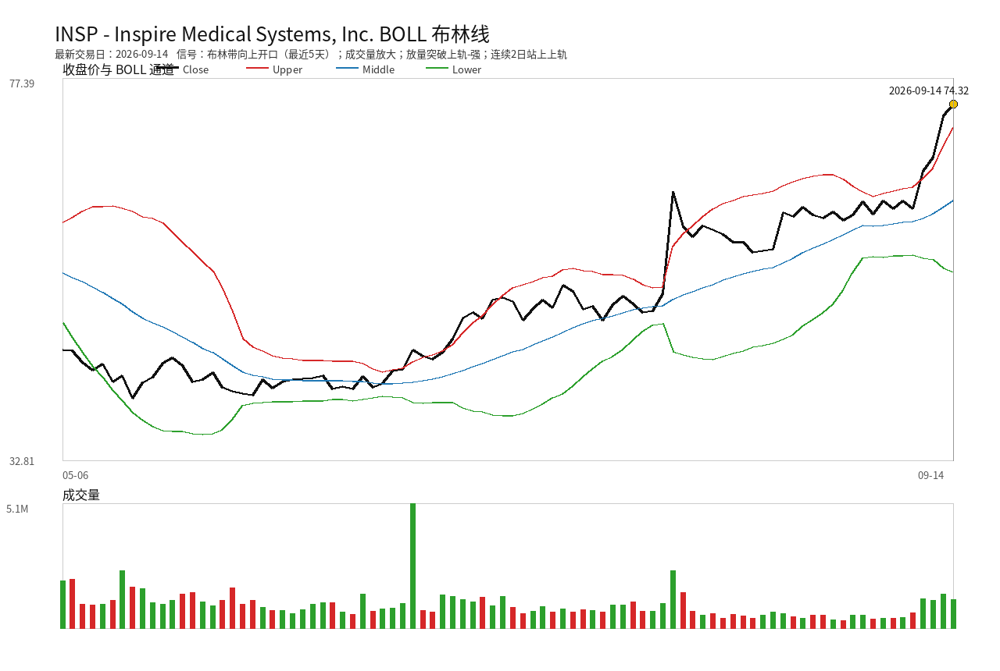 INSP - Inspire Medical Systems, Inc. BOLL 布林线
最新交易日：2026-09-14 信号：布林带向上开口（最近5天）；成交量放大；放量突破上轨-强；连续2日站上上轨
收盘价与 BOLL 通道 Close Upper Middle Lower
77.39
2026-09-14 74.32
32.81
05-06 09-14
成交量
5.1M